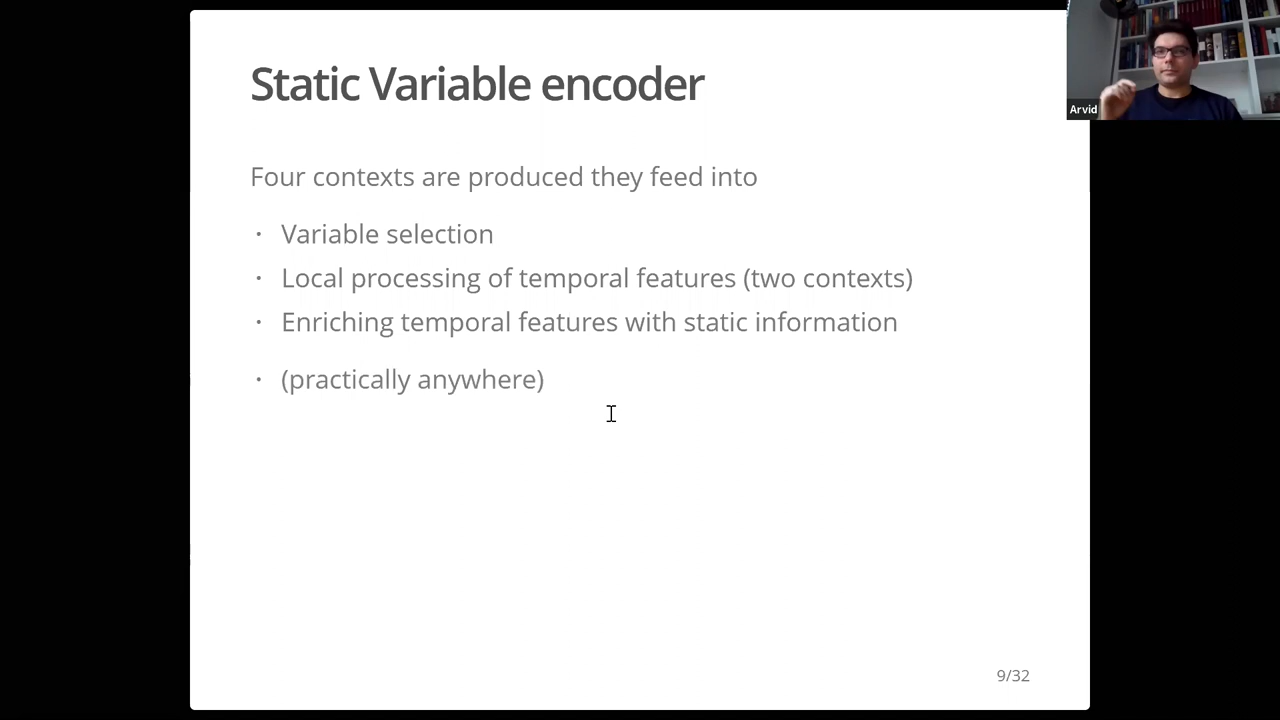 Static Variable encoder
Arvid
Four contexts are produced they feed into
· Variable selection
· Local processing of temporal features (two contexts)
· Enriching temporal features with static information
· (practically anywhere)
9/32